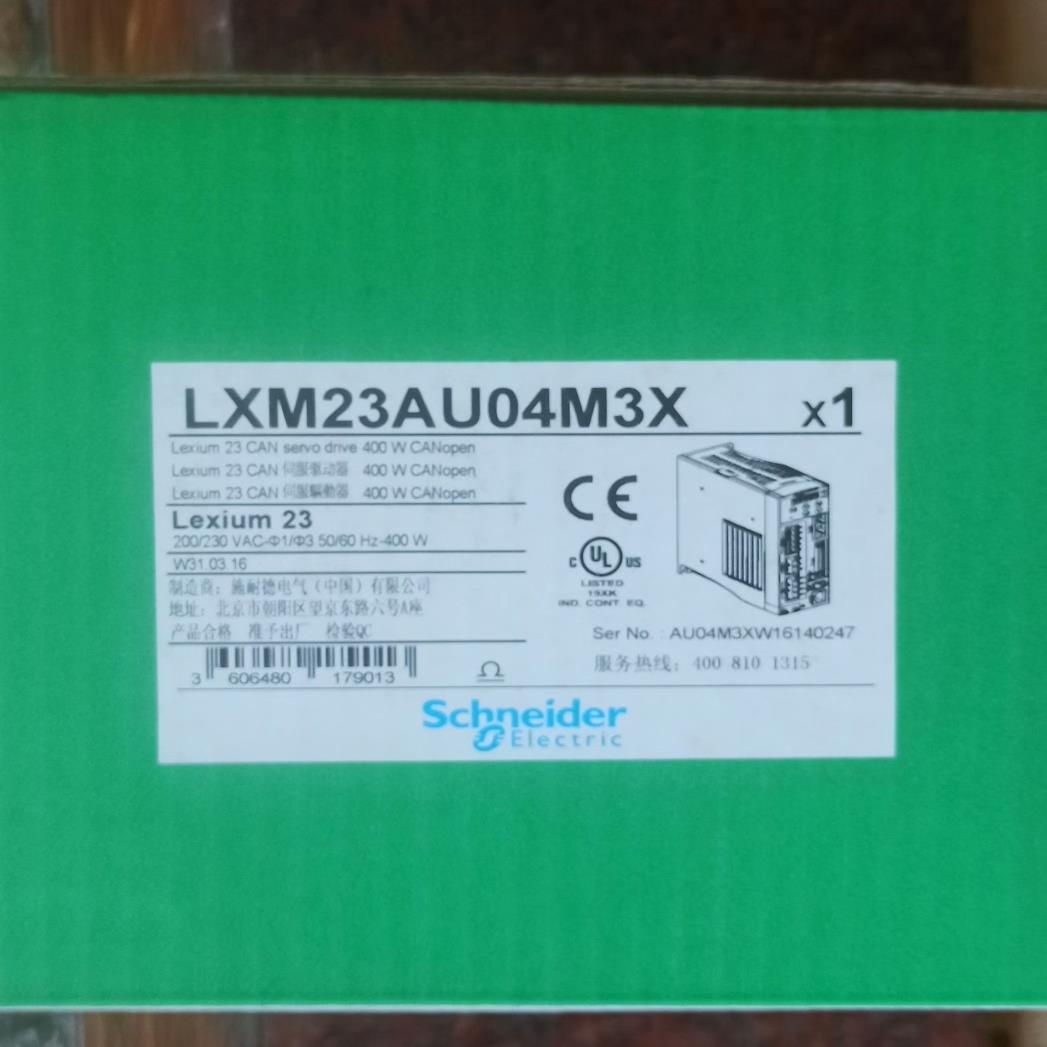 LXM23AU04M3X x1
Lexium 23 CAN servo drive 400 W CANopen
Lexium 23 CAN 伺服驱动器 400 W CANopen
Lexium 23 CAN 伺服驅動器 400 W CANopen
Lexium 23
200/230 VAC-Φ1/Φ3 50/60 Hz-400 W
W31.03.16
制造商：施耐德电气（中国）有限公司
地址：北京市朝阳区望京东路六号A座
产品合格 准予出厂 检验QC
3 606480 179013
Ω
CE
C UL US
LISTED
19XK
IND. CONT. EQ.
Ser No. : AU04M3XW16140247
服务热线：400 810 1315
Schneider
Electric